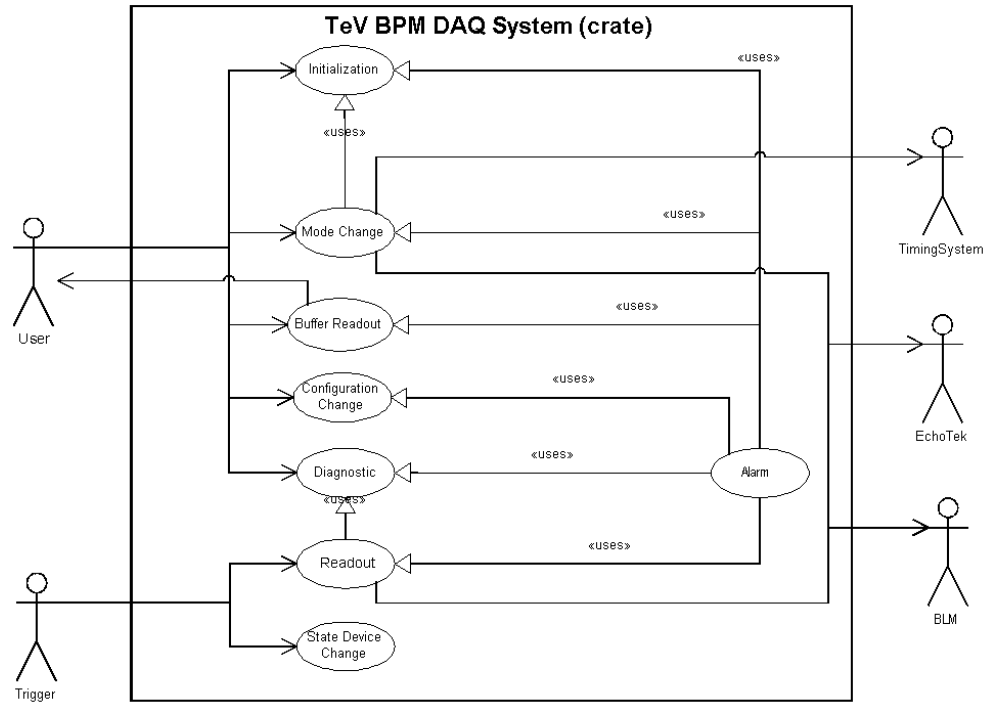 TeV BPM DAQ System (crate)
Initialization
«uses»
«uses»
Mode Change
«uses»
TimingSystem
Buffer Readout
«uses»
User
Configuration
Change
«uses»
EchoTek
Diagnostic
«uses»
Alarm
«uses»
Readout
«uses»
BLM
State Device
Change
Trigger